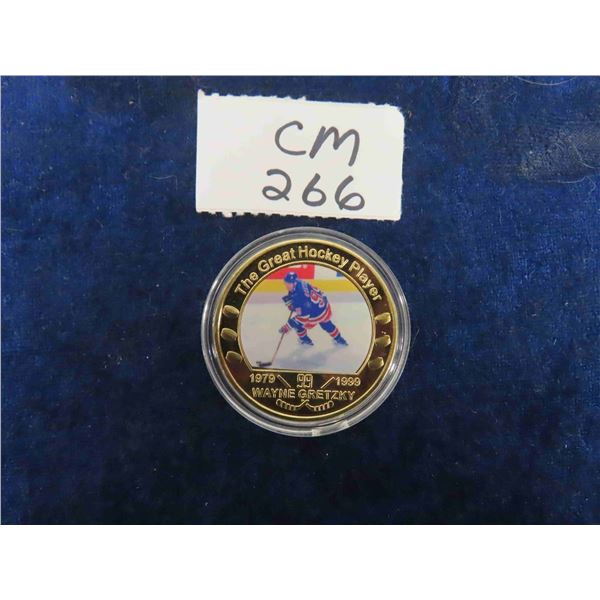 CM
266
The Great Hockey Player
1979 99 1999
WAYNE GRETZKY